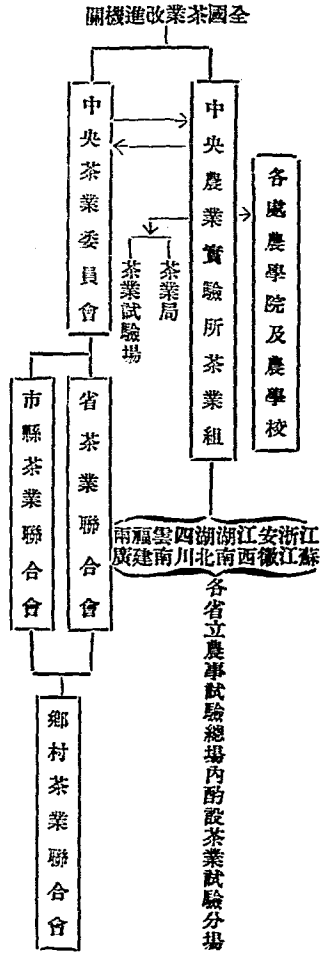 全國茶業改進機關
各處農學院及農學校
中央農業實驗所茶業組
中央茶業委員會
茶業局
茶業試驗場
省茶業聯合會
市縣茶業聯合會
鄉村茶業聯合會
江蘇
浙江
安徽
江西
湖南
湖北
四川
雲南
福建
兩廣
各省立農事試驗總場內酌設茶業試驗分場